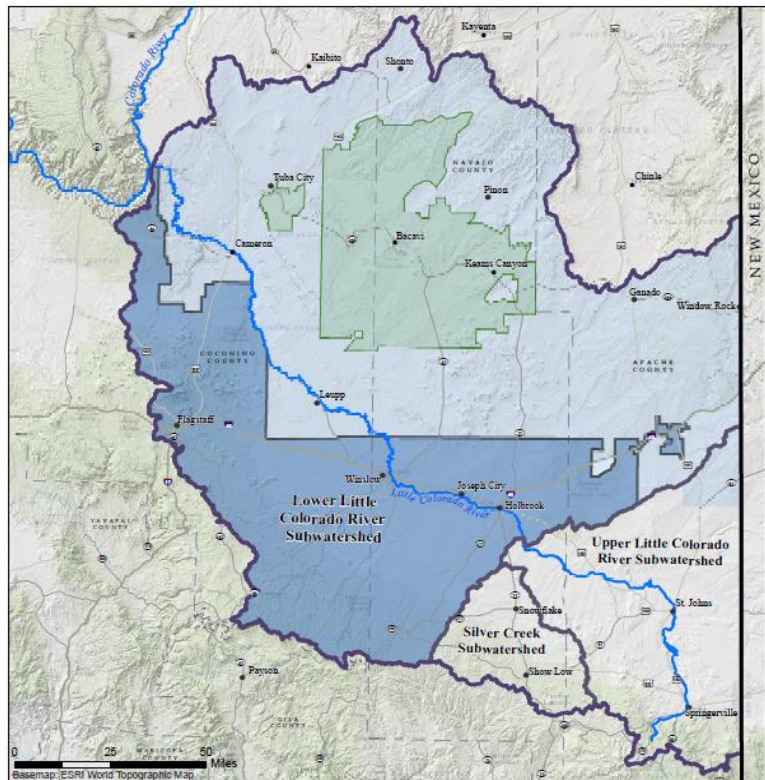 Kayenta
Kaibito
Shonto
Colorado River
NAVAJO
COUNTY
Tuba City
Chinle
Pinon
NEW MEXICO
Bacavi
Cameron
Keams Canyon
Ganado
Window Rock
COCONINO
COUNTY
APACHE
COUNTY
Leupp
Flagstaff
Winslow
Joseph City
Little Colorado River
Holbrook
Lower Little
Colorado River
Subwatershed
YAVAPAI
COUNTY
Upper Little Colorado
River Subwatershed
St. Johns
Snowflake
Silver Creek
Subwatershed
Show Low
Payson
Springerville
GILA
COUNTY
MARICOPA
COUNTY
0 25 50
Miles
Basemap: ESRI World Topographic Map